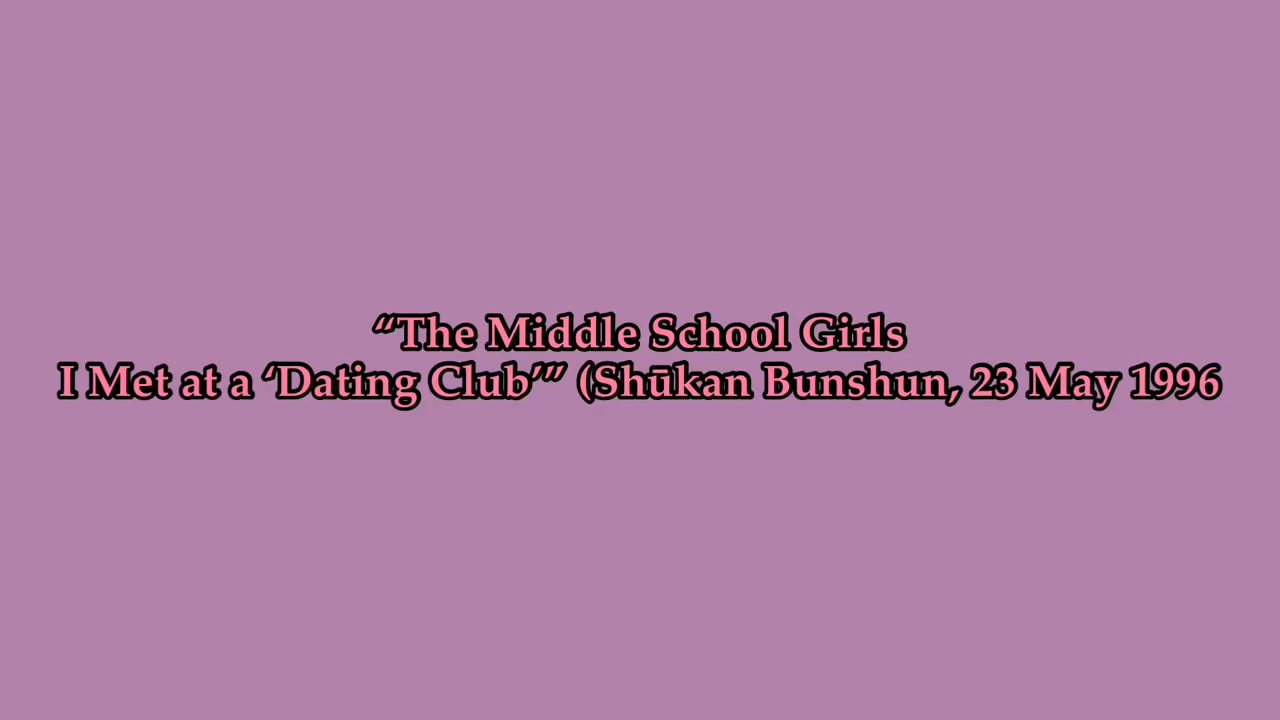 “The Middle School Girls
I Met at a ‘Dating Club’” (Shūkan Bunshun, 23 May 1996